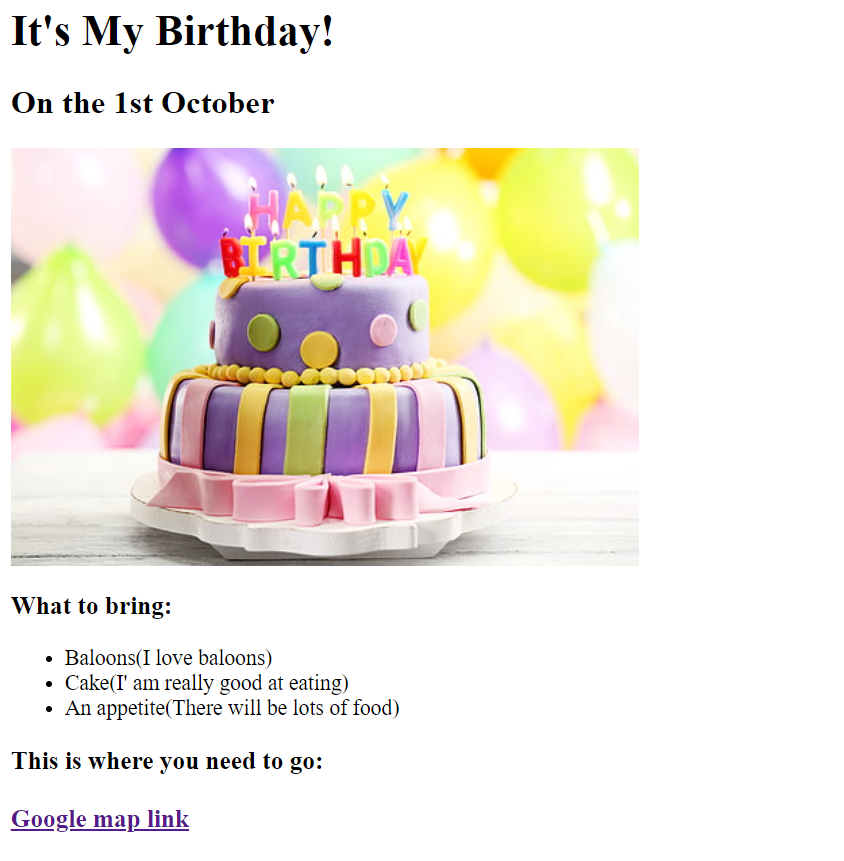 It's My Birthday!
On the 1st October
HAPPY
BIRTHDAY
What to bring:
Baloons(I love baloons)
Cake(I' am really good at eating)
An appetite(There will be lots of food)
This is where you need to go:
Google map link